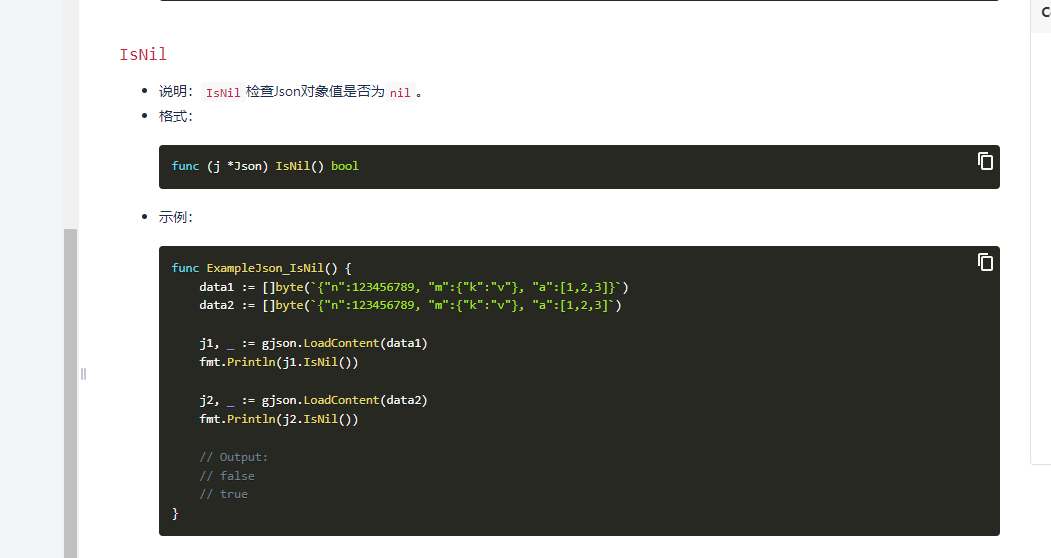 IsNil
说明： IsNil 检查Json对象值是否为 nil 。
格式：
func (j *Json) IsNil() bool
示例：
func ExampleJson_IsNil() {
    data1 := []byte(`{"n":123456789, "m":{"k":"v"}, "a":[1,2,3]}`)
    data2 := []byte(`{"n":123456789, "m":{"k":"v"}, "a":[1,2,3]`)
    j1, _ := gjson.LoadContent(data1)
    fmt.Println(j1.IsNil())
    j2, _ := gjson.LoadContent(data2)
    fmt.Println(j2.IsNil())
    // Output:
    // false
    // true
}